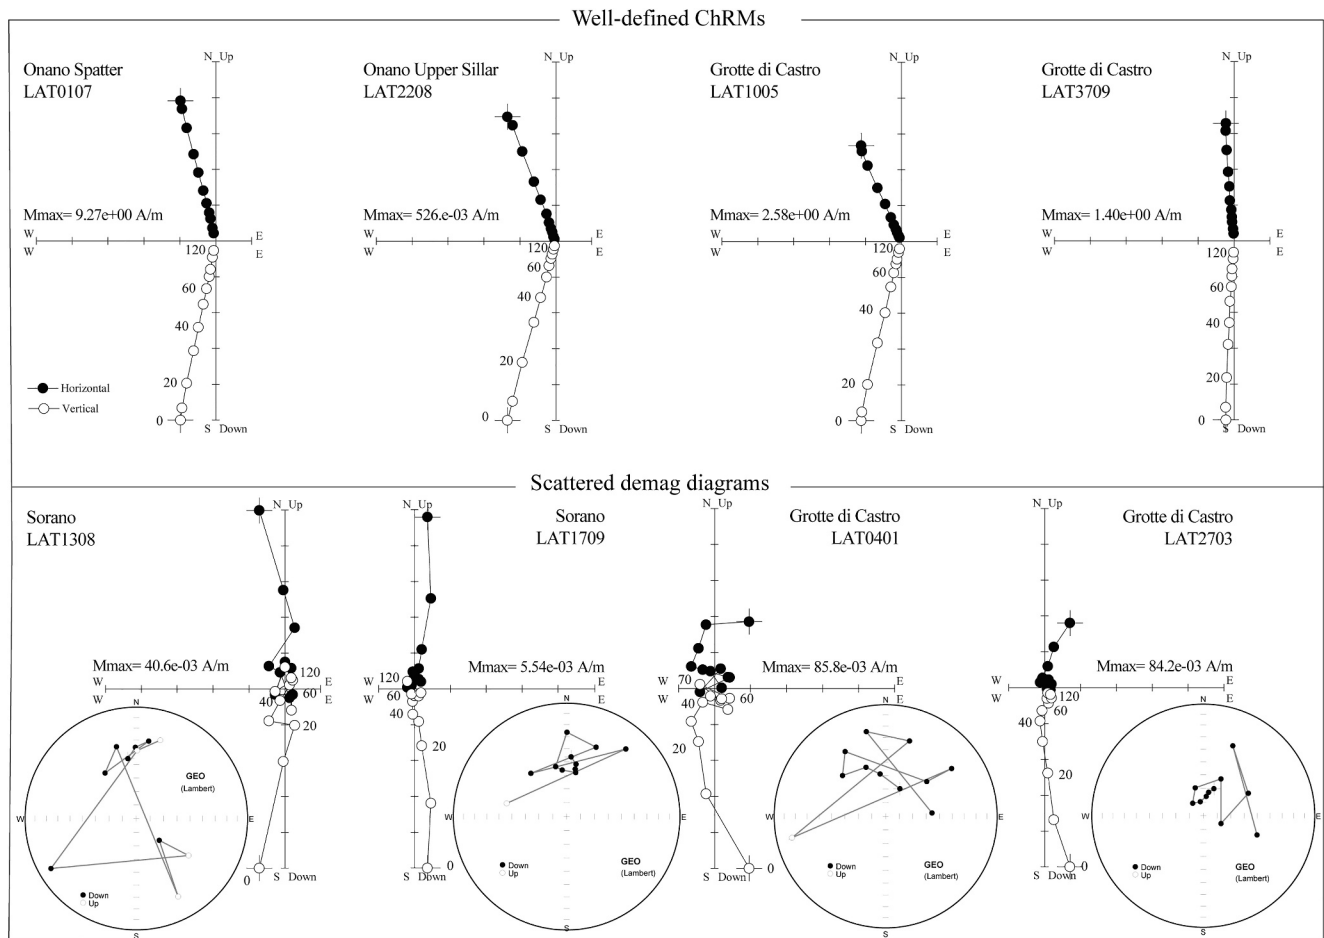 Well-defined ChRMs
Onano Spatter
LAT0107
N Up
Mmax= 9.27e+00 A/m
W
W
E
E
120
60
40
20
0
S Down
Horizontal
Vertical
Onano Upper Sillar
LAT2208
N Up
Mmax= 526.e-03 A/m
W
W
E
E
120
60
40
20
0
S Down
Grotte di Castro
LAT1005
N Up
Mmax= 2.58e+00 A/m
W
W
E
E
120
60
40
20
0
S Down
Grotte di Castro
LAT3709
N Up
Mmax= 1.40e+00 A/m
W
W
E
E
120
60
40
20
0
S Down
Scattered demag diagrams
Sorano
LAT1308
N Up
Mmax= 40.6e-03 A/m
W
W
E
E
120
60
40
20
0
S Down
N
W
E
S
GEO
(Lambert)
Down
Up
Sorano
LAT1709
N Up
Mmax= 5.54e-03 A/m
W
W
E
E
120
60
40
20
0
S Down
N
W
E
S
GEO
(Lambert)
Down
Up
Grotte di Castro
LAT0401
N Up
Mmax= 85.8e-03 A/m
W
W
E
E
70
60
40
20
0
S Down
N
W
E
S
GEO
(Lambert)
Down
Up
Grotte di Castro
LAT2703
N Up
Mmax= 84.2e-03 A/m
W
W
E
E
120
60
40
20
0
S Down
N
W
E
S
GEO
(Lambert)
Down
Up